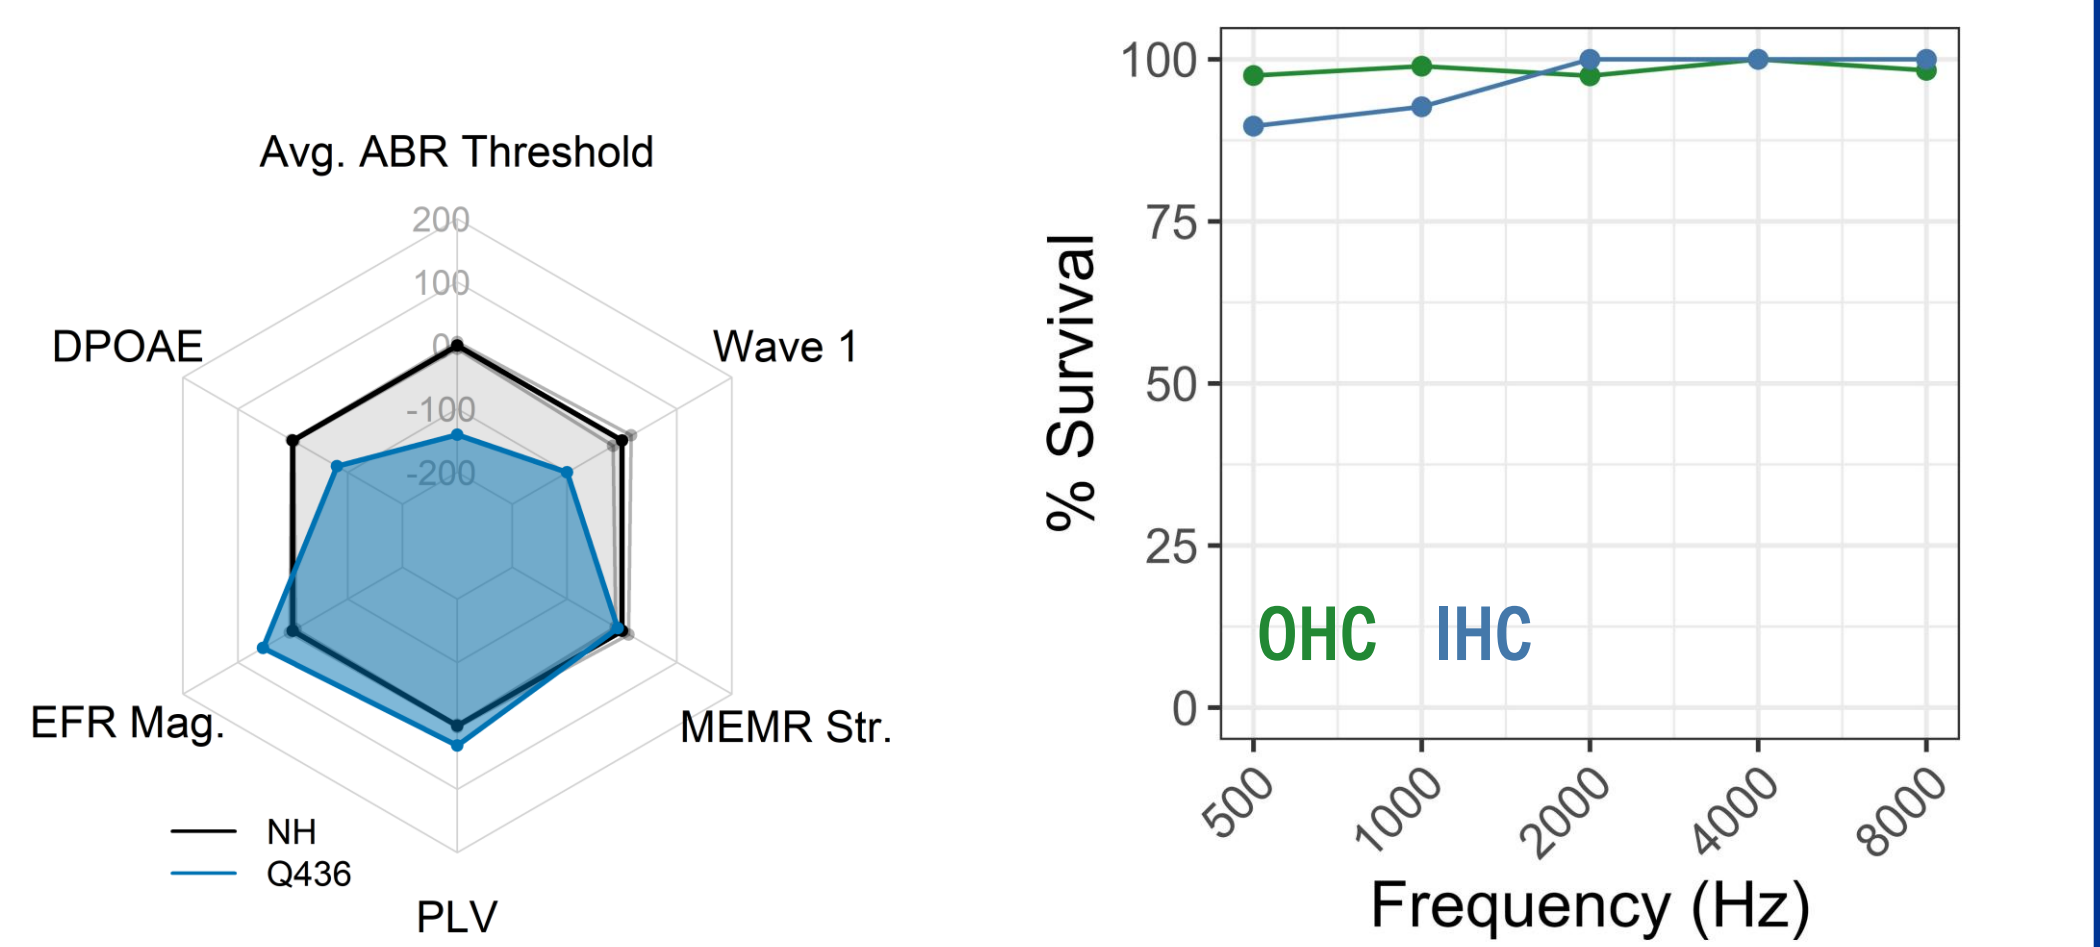 Avg. ABR Threshold
200
100
0
-100
-200
DPOAE
Wave 1
EFR Mag.
MEMR Str.
PLV
NH
Q436
% Survival
100
75
50
25
0
OHC IHC
500 1000 2000 4000 8000
Frequency (Hz)